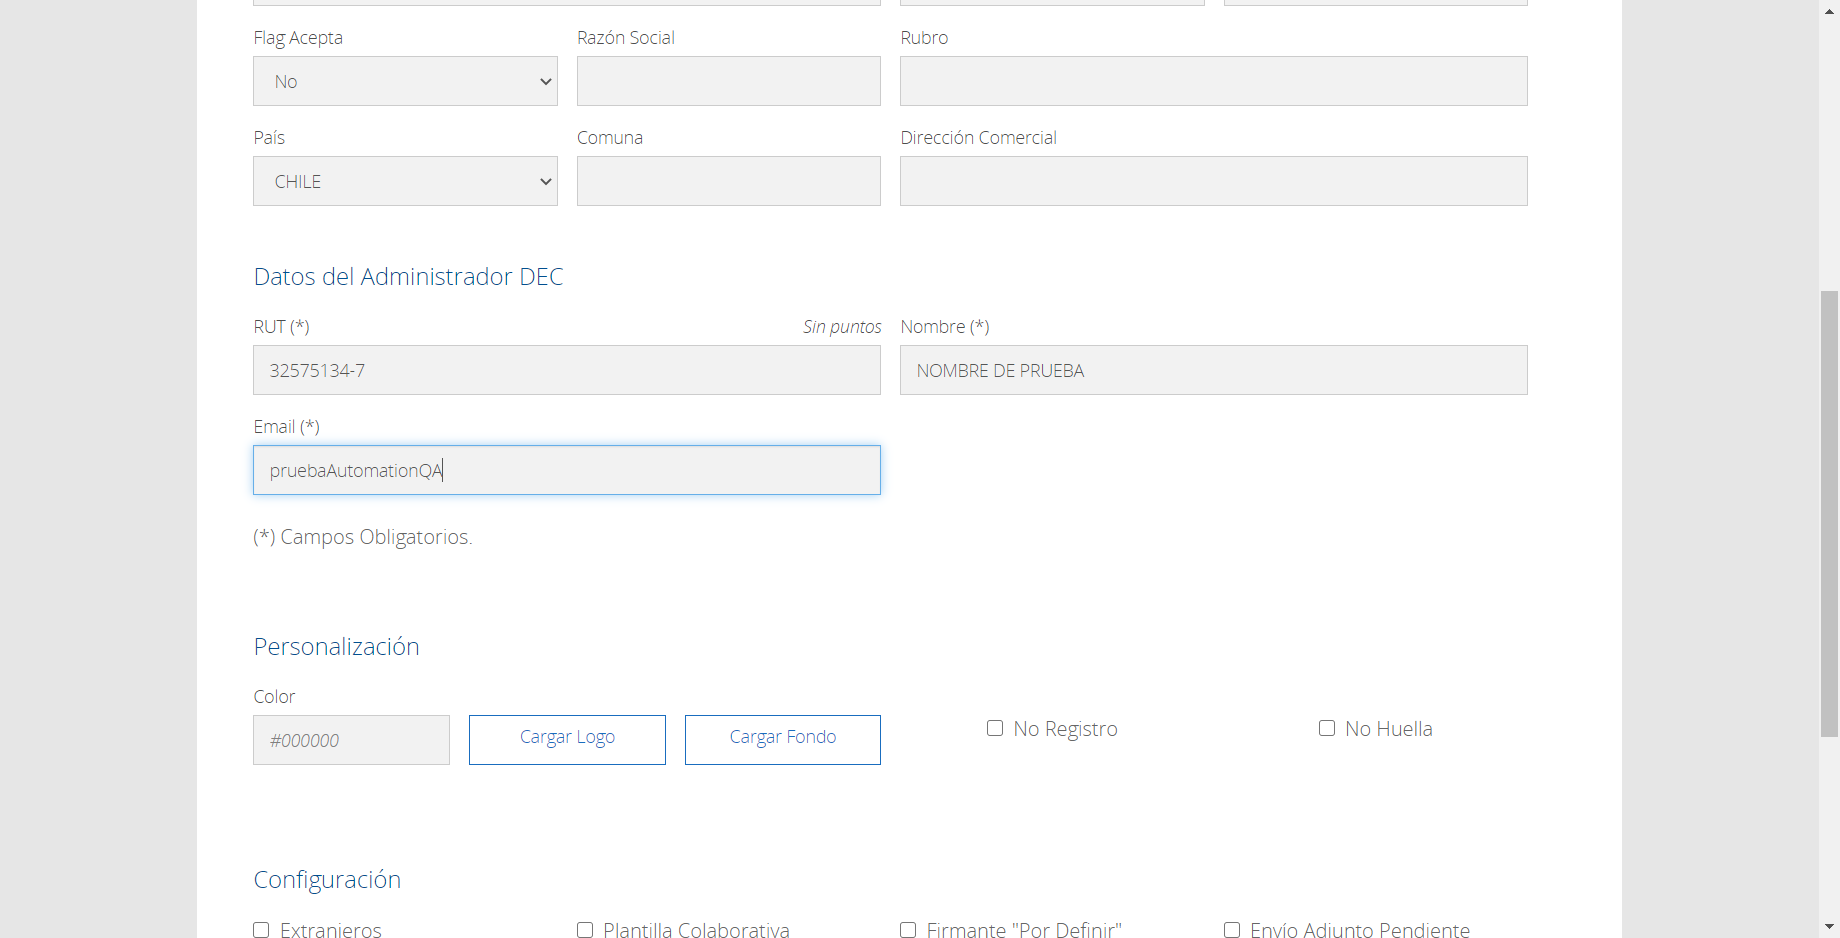 Flag Acepta Razón Social Rubro
No
País Comuna Dirección Comercial
CHILE
Datos del Administrador DEC
RUT (*) Sin puntos Nombre (*)
32575134-7 NOMBRE DE PRUEBA
Email (*)
pruebaAutomationQA
(*) Campos Obligatorios.
Personalización
Color
#000000 Cargar Logo Cargar Fondo No Registro No Huella
Configuración
Extranjeros Plantilla Colaborativa Firmante "Por Definir" Envío Adjunto Pendiente